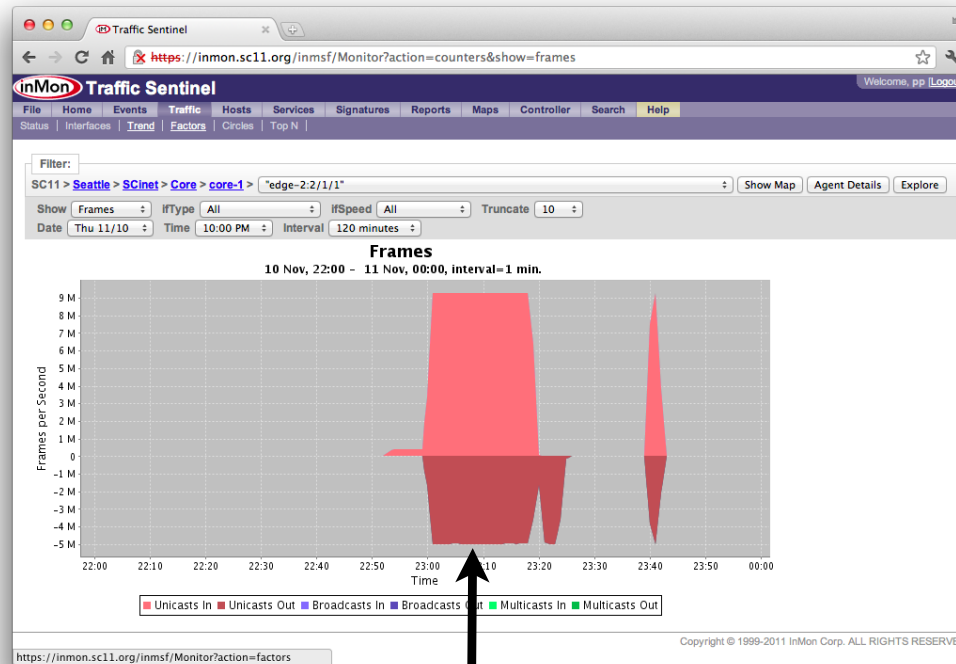 Traffic Sentinel
https://inmon.sc11.org/inmsf/Monitor?action=counters&show=frames
inMon Traffic Sentinel
Welcome, pp [Logou
File Home Events Traffic Hosts Services Signatures Reports Maps Controller Search Help
Status | Interfaces | Trend | Factors | Circles | Top N |
Filter:
SC11 > Seattle > SCinet > Core > core-1 > "edge-2:2/1/1" Show Map Agent Details Explore
Show Frames IfType All IfSpeed All Truncate 10
Date Thu 11/10 Time 10:00 PM Interval 120 minutes
Frames
10 Nov, 22:00 - 11 Nov, 00:00, interval=1 min.
Frames per Second
9 M
8 M
7 M
6 M
5 M
4 M
3 M
2 M
1 M
0
-1 M
-2 M
-3 M
-4 M
-5 M
22:00 22:10 22:20 22:30 22:40 22:50 23:00 :10 23:20 23:30 23:40 23:50 00:00
Time
Unicasts In Unicasts Out Broadcasts In Broadcasts Out Multicasts In Multicasts Out
Copyright © 1999-2011 InMon Corp. ALL RIGHTS RESERVE
https://inmon.sc11.org/inmsf/Monitor?action=factors